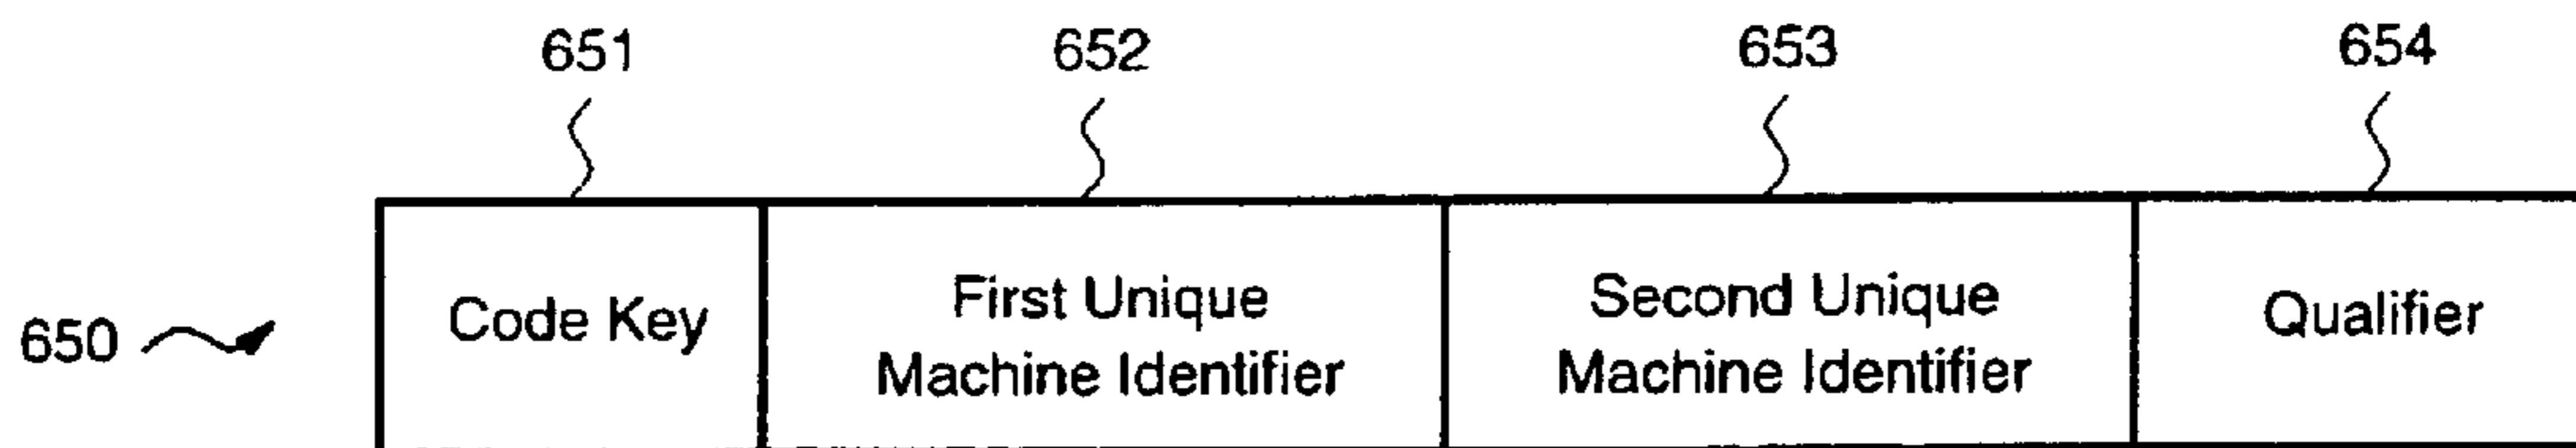 651 652 653 654
650
Code Key
First Unique
Machine Identifier
Second Unique
Machine Identifier
Qualifier